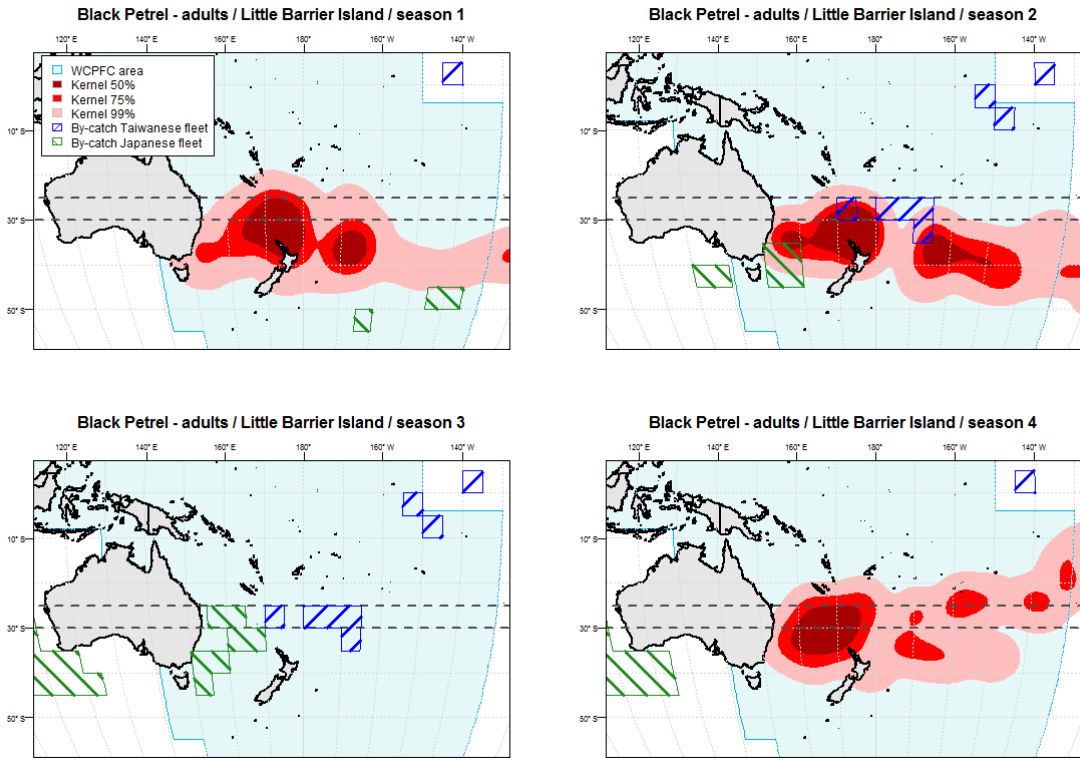 Black Petrel - adults / Little Barrier Island / season 1
120° E 140° E 160° E 180° 160° W 140° W
WCPFC area
Kernel 50%
Kernel 75%
Kernel 99%
By-catch Taiwanese fleet
By-catch Japanese fleet
10° S
30° S
50° S
Black Petrel - adults / Little Barrier Island / season 2
120° E 140° E 160° E 180° 160° W 140° W
10° S
30° S
50° S
Black Petrel - adults / Little Barrier Island / season 3
120° E 140° E 160° E 180° 160° W 140° W
10° S
30° S
50° S
Black Petrel - adults / Little Barrier Island / season 4
120° E 140° E 160° E 180° 160° W 140° W
10° S
30° S
50° S